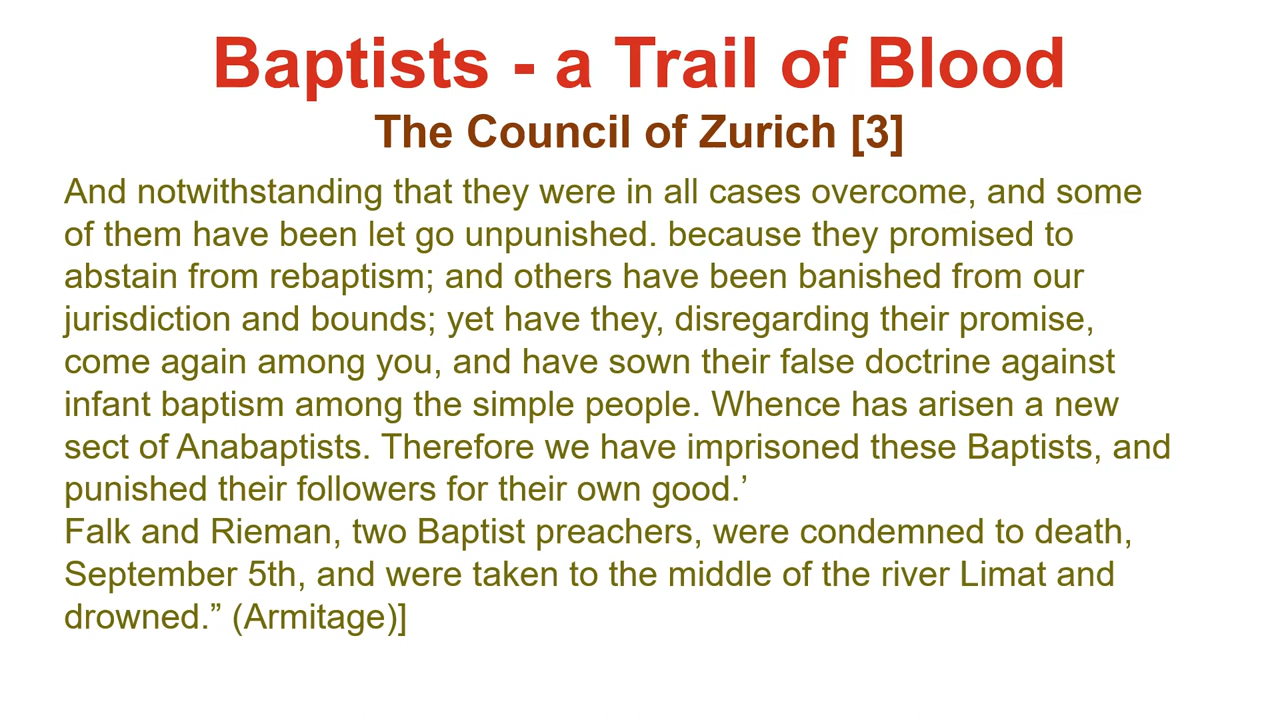 Baptists - a Trail of Blood
The Council of Zurich [3]
And notwithstanding that they were in all cases overcome, and some
of them have been let go unpunished. because they promised to
abstain from rebaptism; and others have been banished from our
jurisdiction and bounds; yet have they, disregarding their promise,
come again among you, and have sown their false doctrine against
infant baptism among the simple people. Whence has arisen a new
sect of Anabaptists. Therefore we have imprisoned these Baptists, and
punished their followers for their own good.’
Falk and Rieman, two Baptist preachers, were condemned to death,
September 5th, and were taken to the middle of the river Limat and
drowned.” (Armitage)]